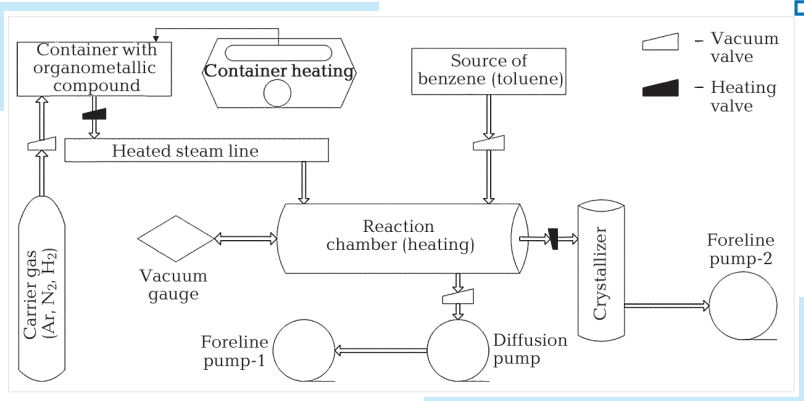 Container with
organometallic
compound
Container heating
Source of
benzene (toluene)
– Vacuum
valve
– Heating
valve
Heated steam line
Carrier gas
(Ar, N₂, H₂)
Vacuum
gauge
Reaction
chamber (heating)
Crystallizer
Foreline
pump-2
Foreline
pump-1
Diffusion
pump